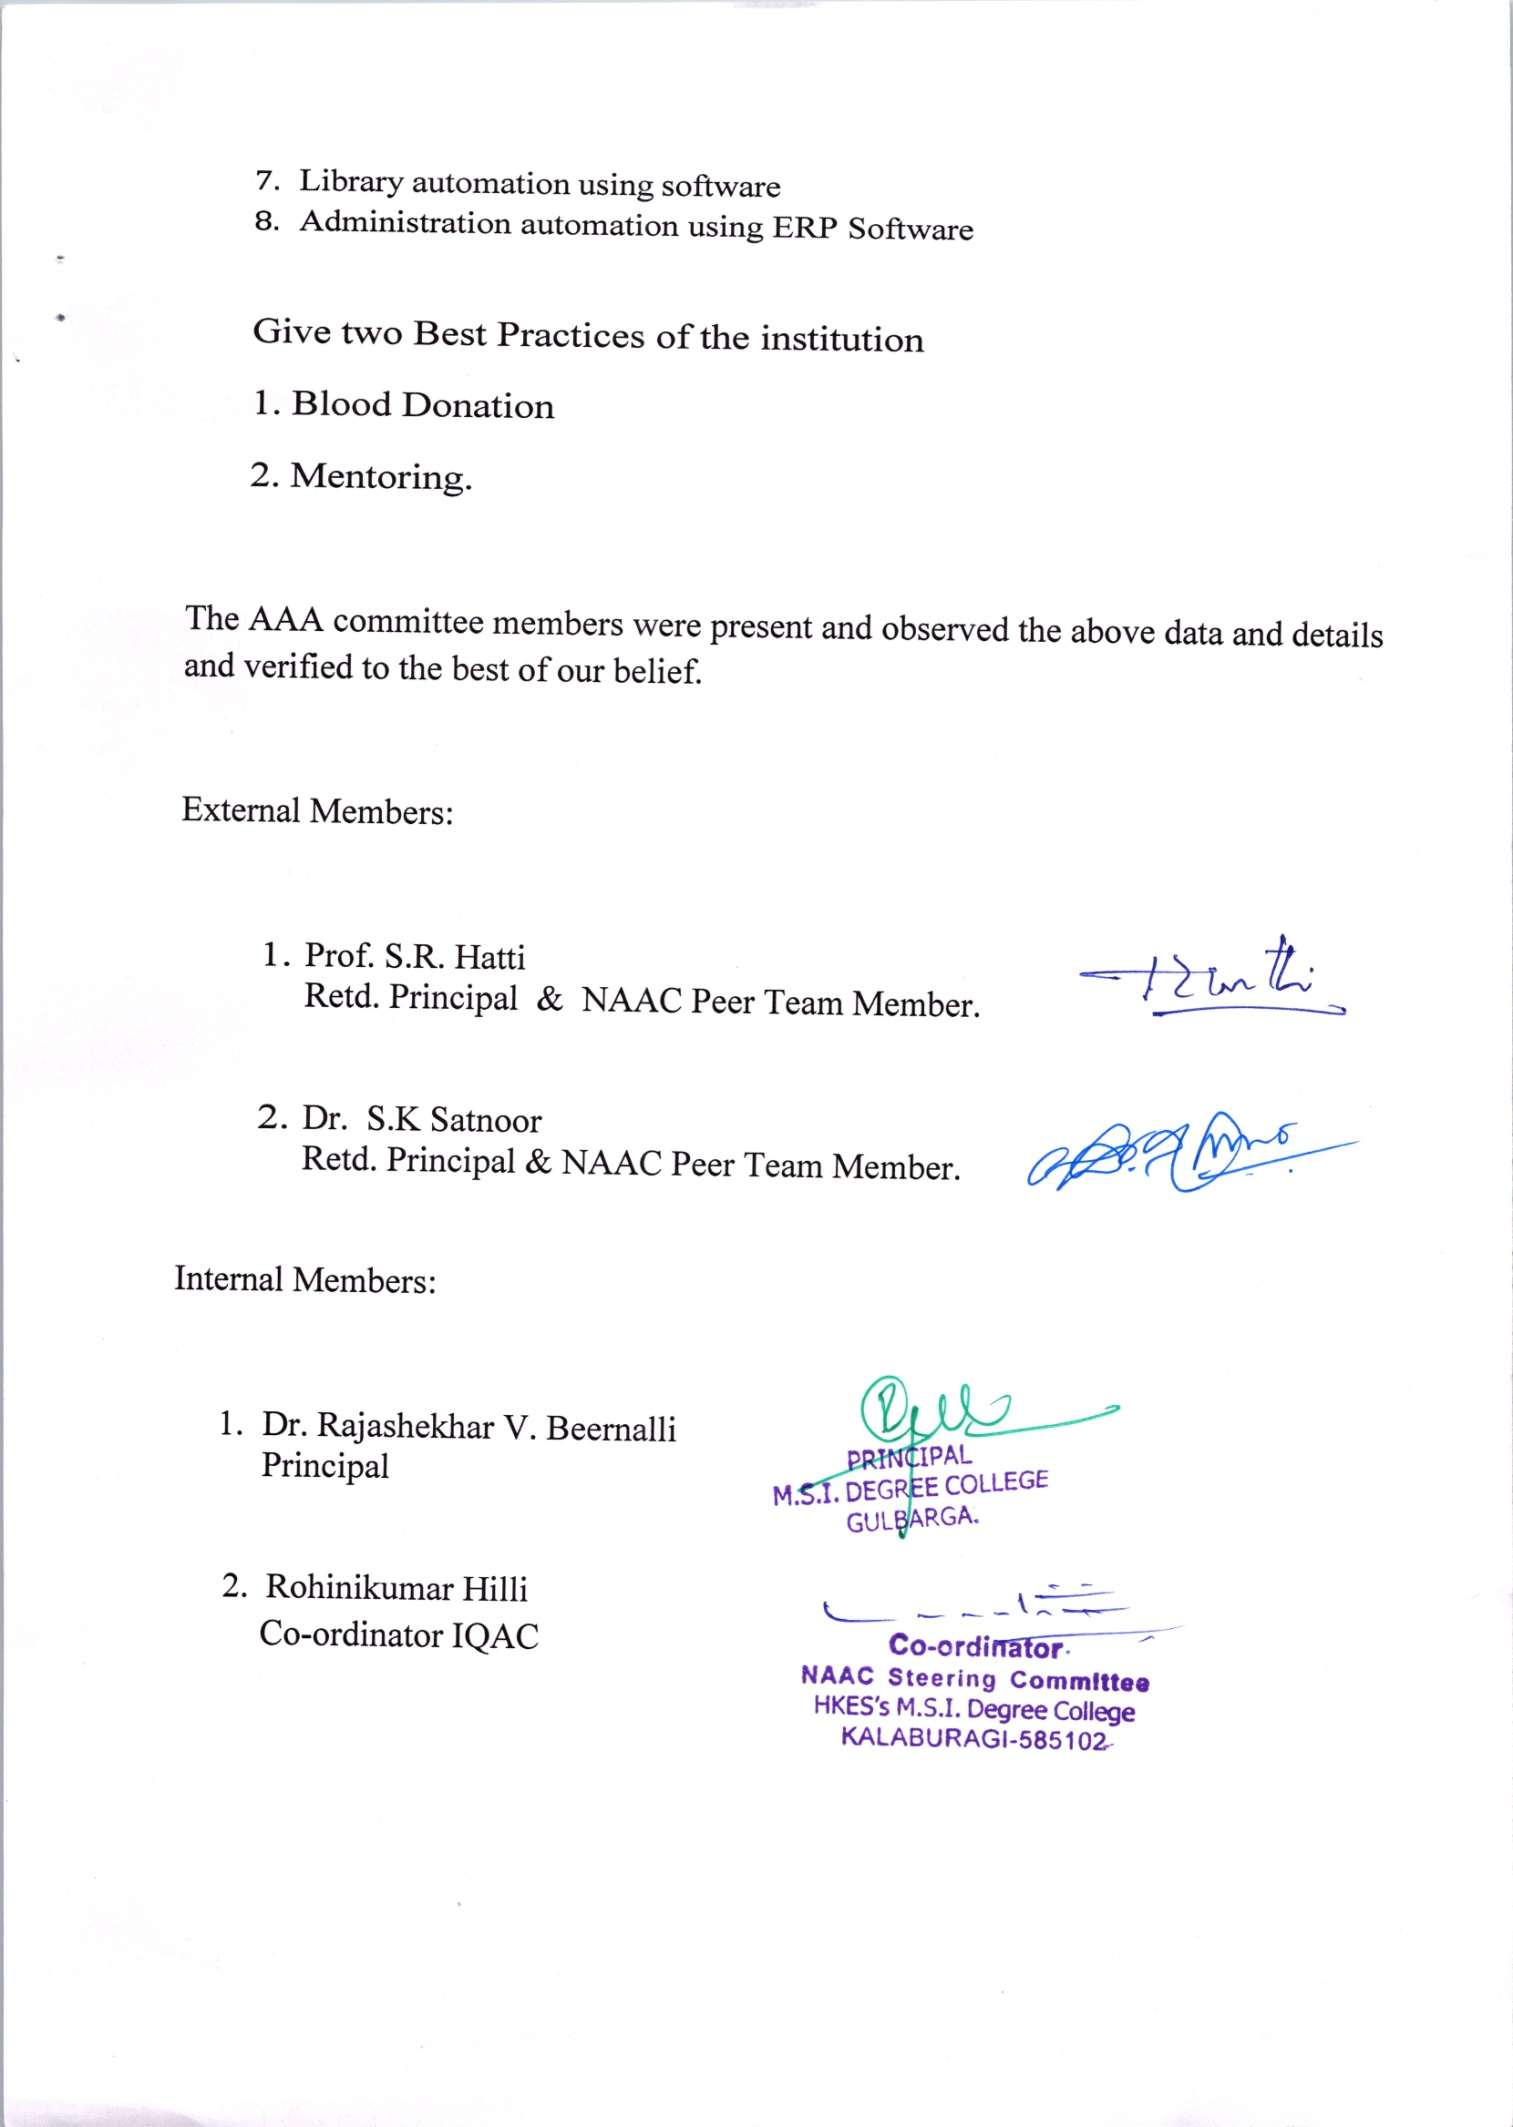 7. Library automation using software
8. Administration automation using ERP Software
Give two Best Practices of the institution
1. Blood Donation
2. Mentoring.
The AAA committee members were present and observed the above data and details
and verified to the best of our belief.
External Members:
1. Prof. S.R. Hatti
Retd. Principal & NAAC Peer Team Member.
2. Dr. S.K Satnoor
Retd. Principal & NAAC Peer Team Member.
Internal Members:
1. Dr. Rajashekhar V. Beernalli
Principal
PRINCIPAL
M.S.I. DEGREE COLLEGE
GULBARGA.
2. Rohinikumar Hilli
Co-ordinator IQAC
Co-ordinator
NAAC Steering Committee
HKES's M.S.I. Degree College
KALABURAGI-585102